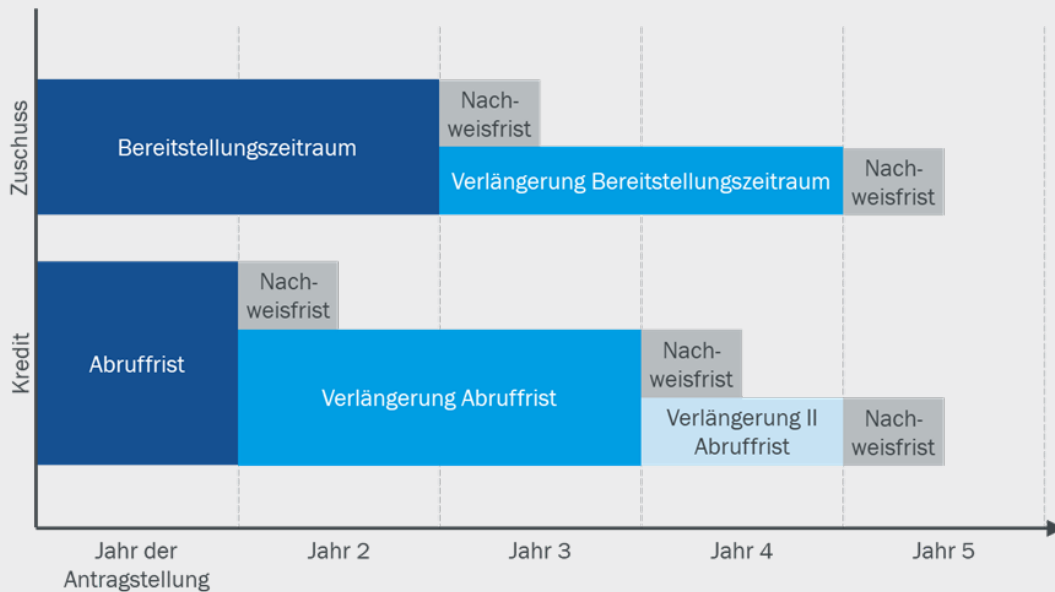 Zuschuss
Bereitstellungszeitraum
Nach-
weisfrist
Verlängerung Bereitstellungszeitraum
Nach-
weisfrist
Kredit
Abruffrist
Nach-
weisfrist
Verlängerung Abruffrist
Nach-
weisfrist
Verlängerung II
Abruffrist
Nach-
weisfrist
Jahr der
Antragstellung
Jahr 2
Jahr 3
Jahr 4
Jahr 5